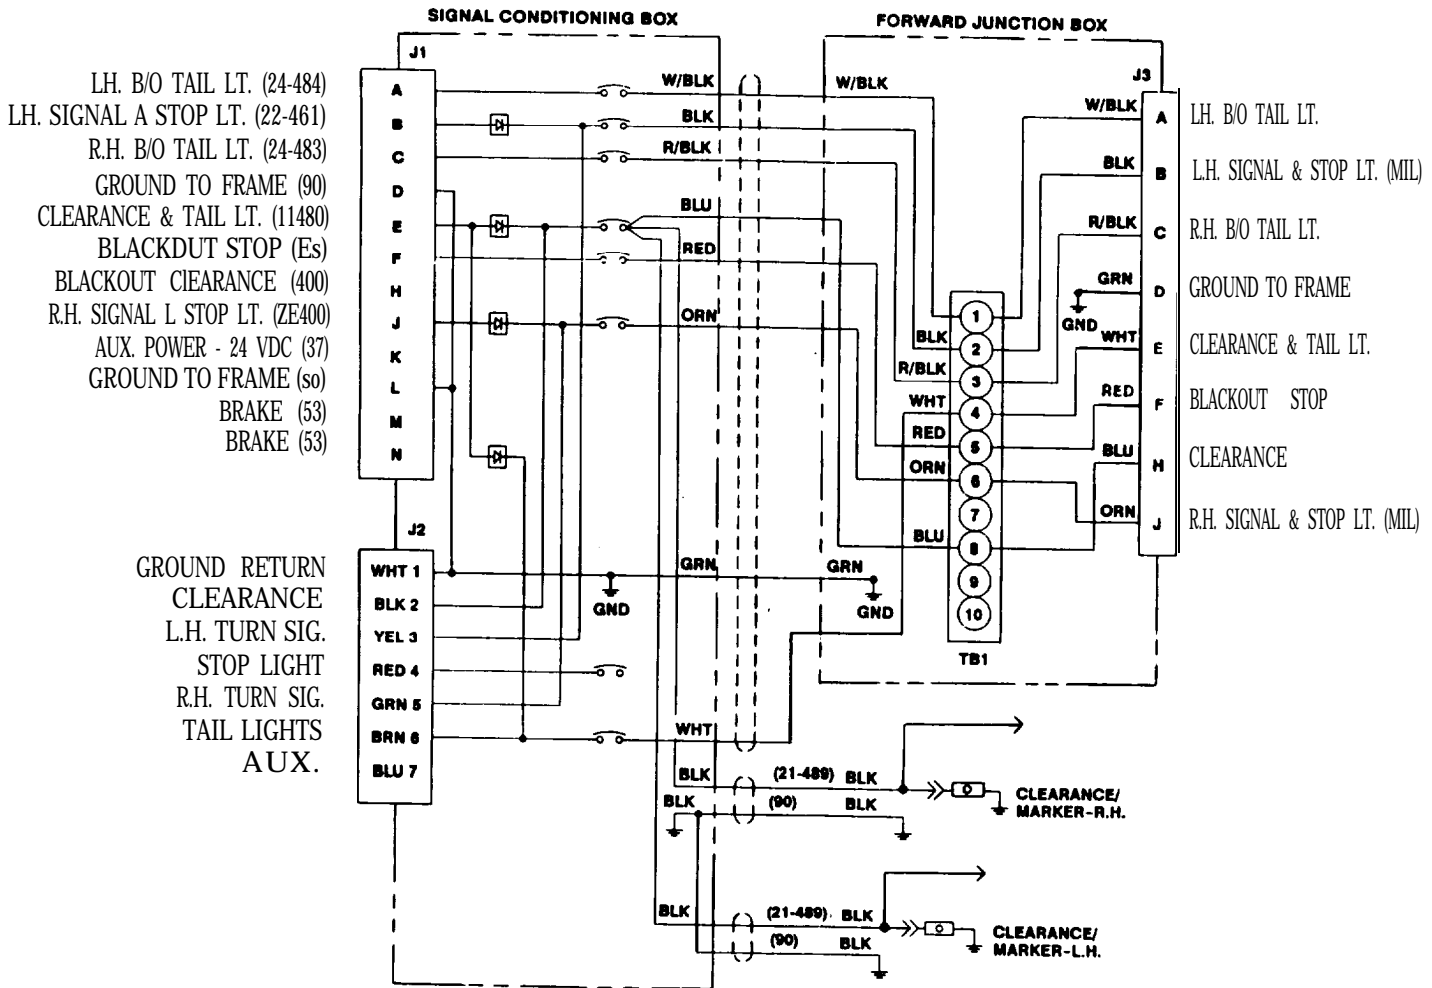 SIGNAL CONDITIONING BOX
FORWARD JUNCTION BOX
J1
LH. B/O TAIL LT. (24-484)
LH. SIGNAL A STOP LT. (22-461)
R.H. B/O TAIL LT. (24-483)
GROUND TO FRAME (90)
CLEARANCE & TAIL LT. (11480)
BLACKDUT STOP (Es)
BLACKOUT ClEARANCE (400)
R.H. SIGNAL L STOP LT. (ZE400)
AUX. POWER - 24 VDC (37)
GROUND TO FRAME (so)
BRAKE (53)
BRAKE (53)
A
B
C
D
E
F
H
J
K
L
M
N
W/BLK
BLK
R/BLK
BLU
RED
ORN
J2
GROUND RETURN
CLEARANCE
L.H. TURN SIG.
STOP LIGHT
R.H. TURN SIG.
TAIL LIGHTS
AUX.
WHT 1
BLK 2
YEL 3
RED 4
GRN 5
BRN 6
BLU 7
GRN
GND
WHT
W/BLK
BLK
R/BLK
WHT
RED
ORN
BLU
GRN
GND
1
2
3
4
5
6
7
8
9
10
TB1
J3
W/BLK
BLK
R/BLK
GRN
GND
WHT
RED
BLU
ORN
A
B
C
D
E
F
H
J
LH. B/O TAIL LT.
L.H. SIGNAL & STOP LT. (MIL)
R.H. B/O TAIL LT.
GROUND TO FRAME
CLEARANCE & TAIL LT.
BLACKOUT STOP
CLEARANCE
R.H. SIGNAL & STOP LT. (MIL)
BLK (21-489) BLK
BLK (90) BLK
CLEARANCE/
MARKER-R.H.
BLK (21-489) BLK
(90) BLK
CLEARANCE/
MARKER-L.H.